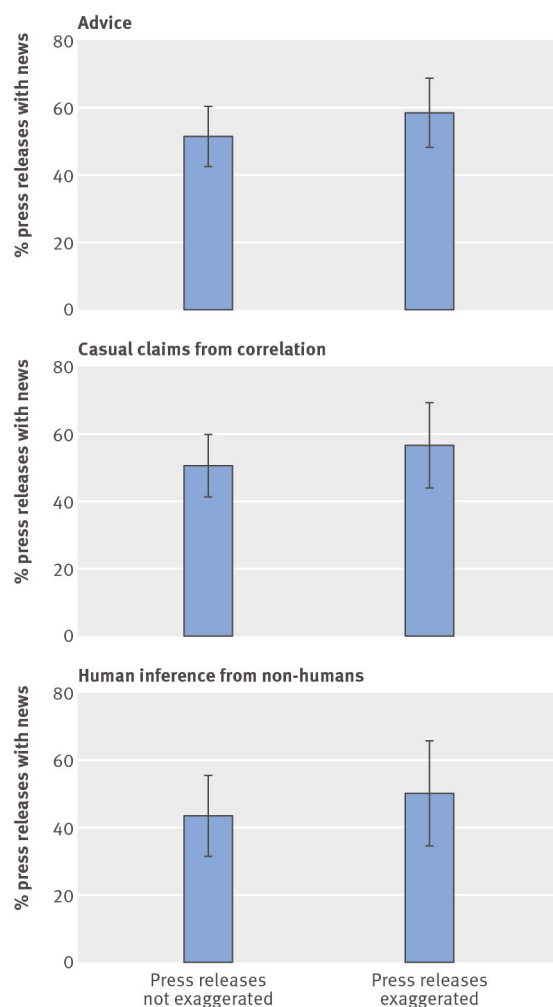 Advice
% press releases with news
80
60
40
20
0
Casual claims from correlation
% press releases with news
80
60
40
20
0
Human inference from non-humans
% press releases with news
80
60
40
20
0
Press releases
not exaggerated
Press releases
exaggerated